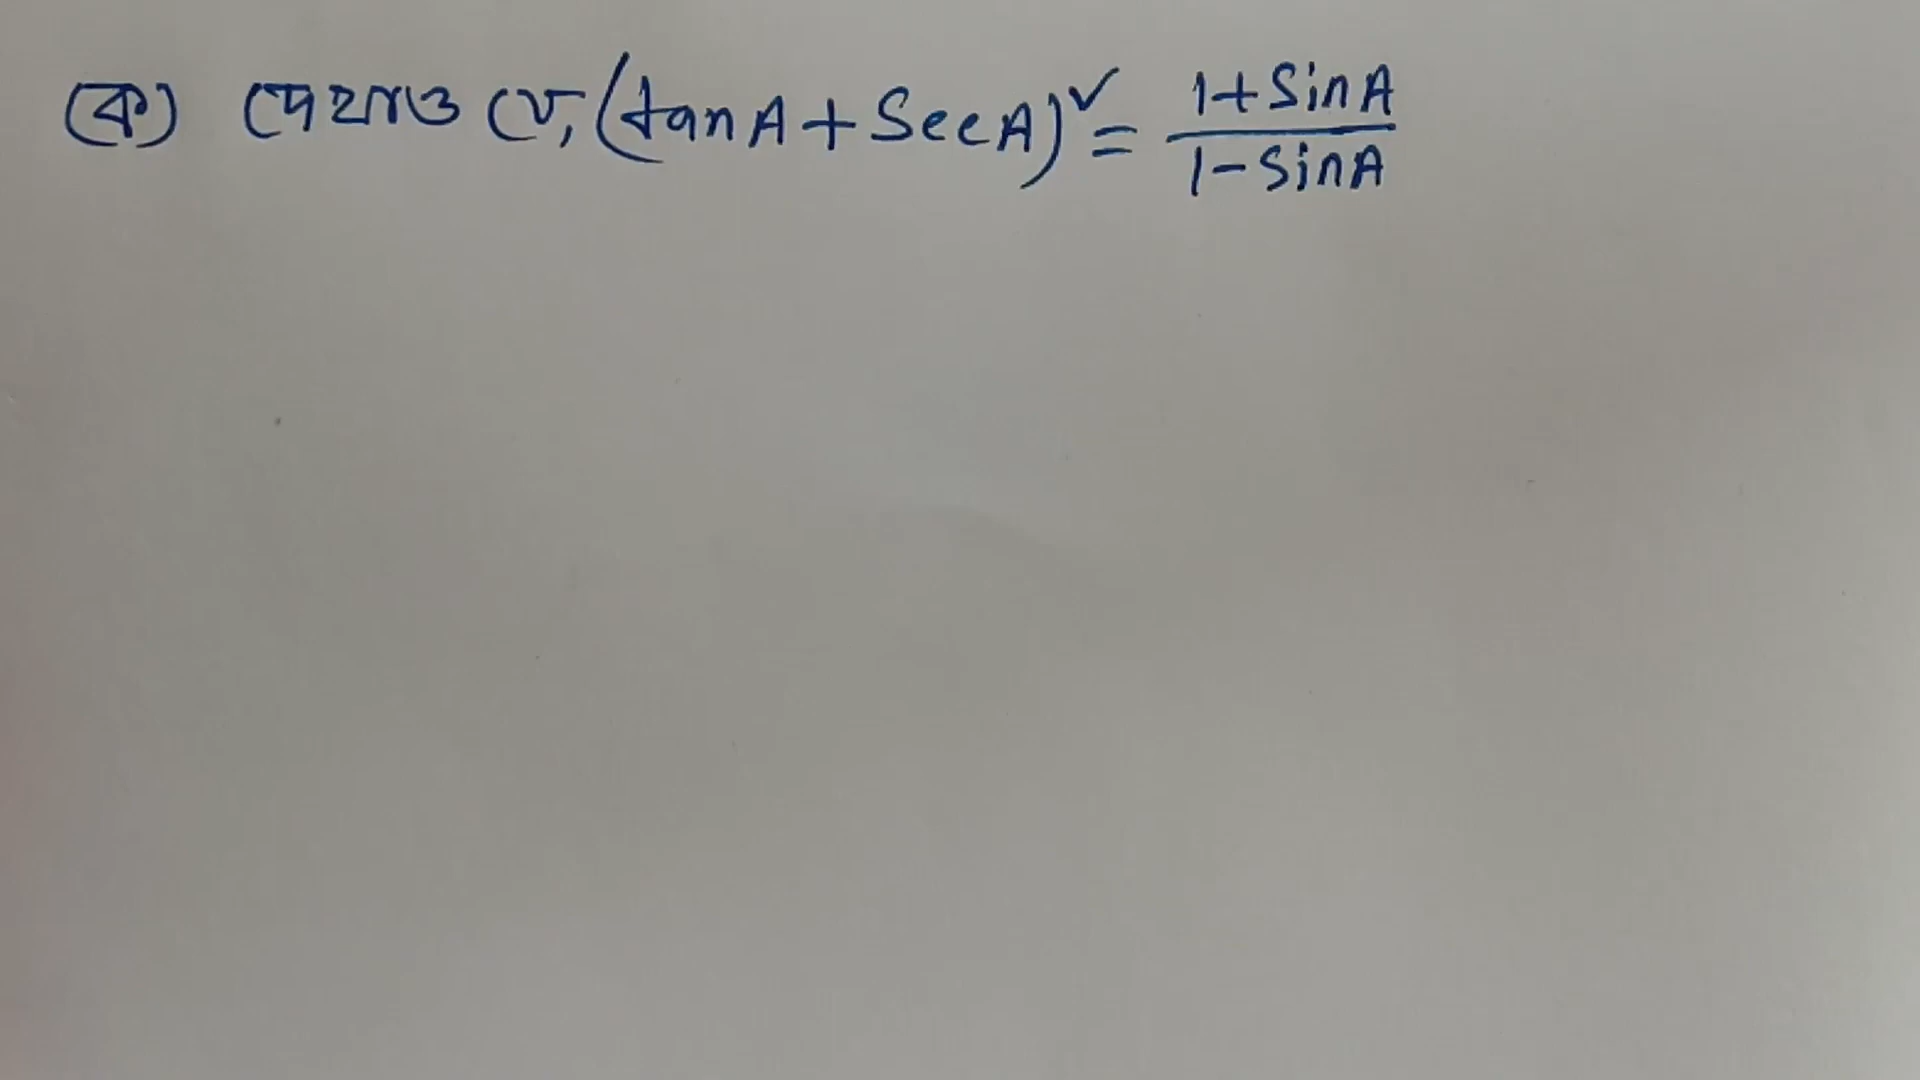 (ক) দেখাও যে, (tanA + SecA)² = (1+SinA)/(1-SinA)